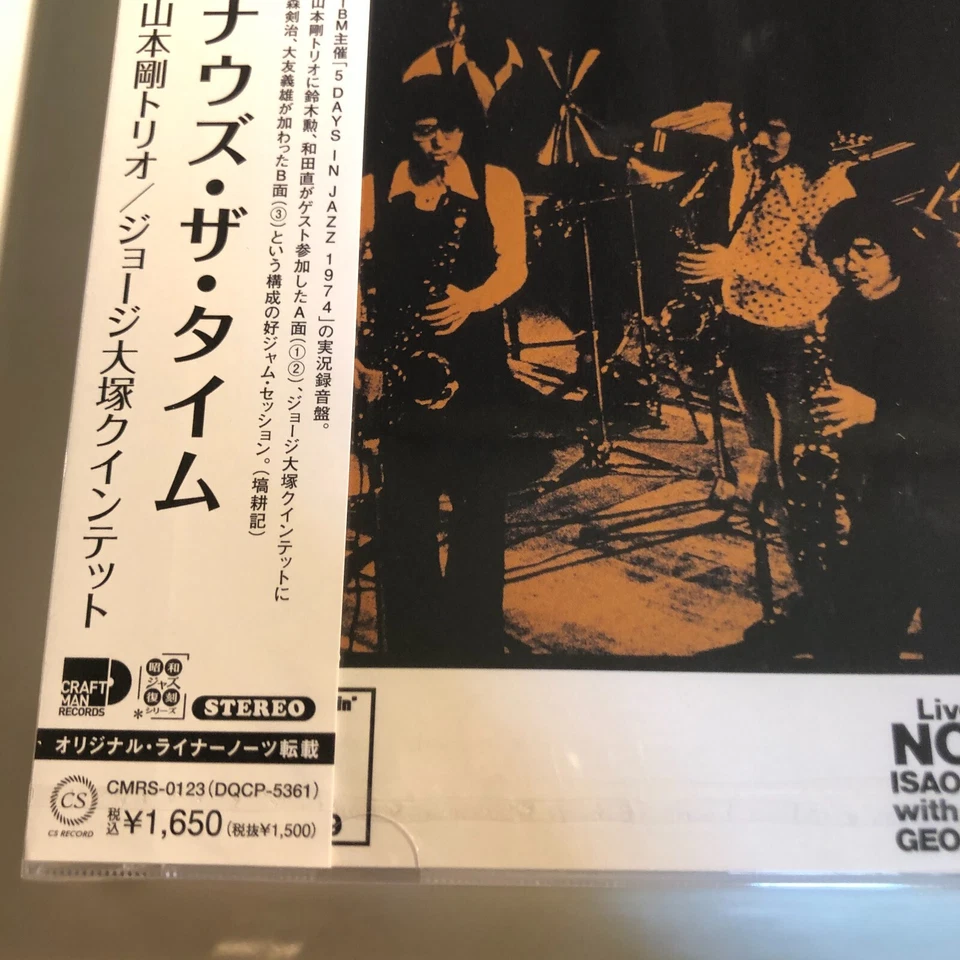 ナウズ・ザ・タイム
山本剛トリオ／ジョージ大塚クインテット
IBM主催「5 DAYS IN JAZZ 1974」の実況録音盤。
山本剛トリオに鈴木勲、和田直がゲスト参加したA面（①②）、ジョージ大塚クインテットに
森剣治、大友義雄が加わったB面（③）という構成の好ジャム・セッション。（塙耕記）
CRAFT
MAN
RECORDS
昭和
ジャズ
復刻
*シリーズ
STEREO
オリジナル・ライナーノーツ転載
CS
CS RECORD
CMRS-0123（DQCP-5361）
税込¥1,650（税抜¥1,500）
in"
9
Live
NO
ISAO
with
GEO